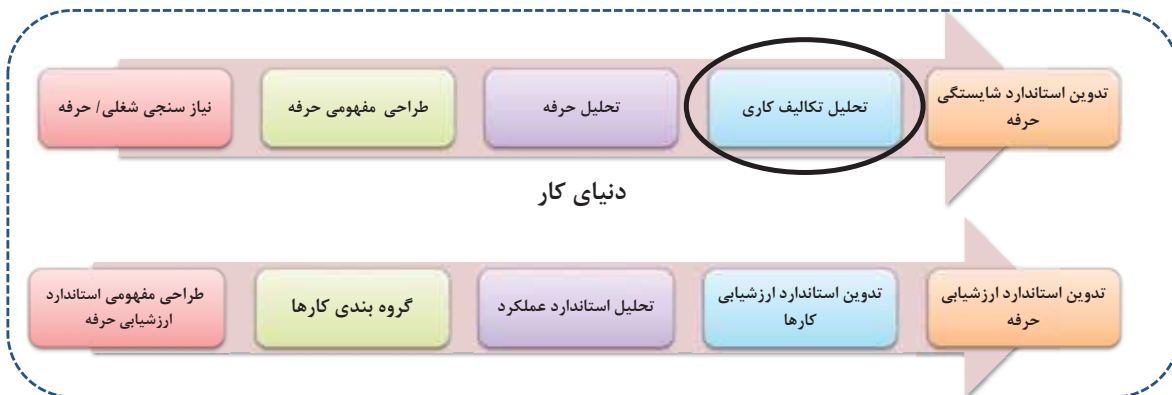 نیاز سنجی شغلی/ حرفه
طراحی مفهومی حرفه
تحلیل حرفه
تحلیل تکالیف کاری
تدوین استاندارد شایستگی
حرفه
دنیای کار
طراحی مفهومی استاندارد
ارزشیابی حرفه
گروه بندی کارها
تحلیل استاندارد عملکرد
تدوین استاندارد ارزشیابی
کارها
تدوین استاندارد ارزشیابی
حرفه